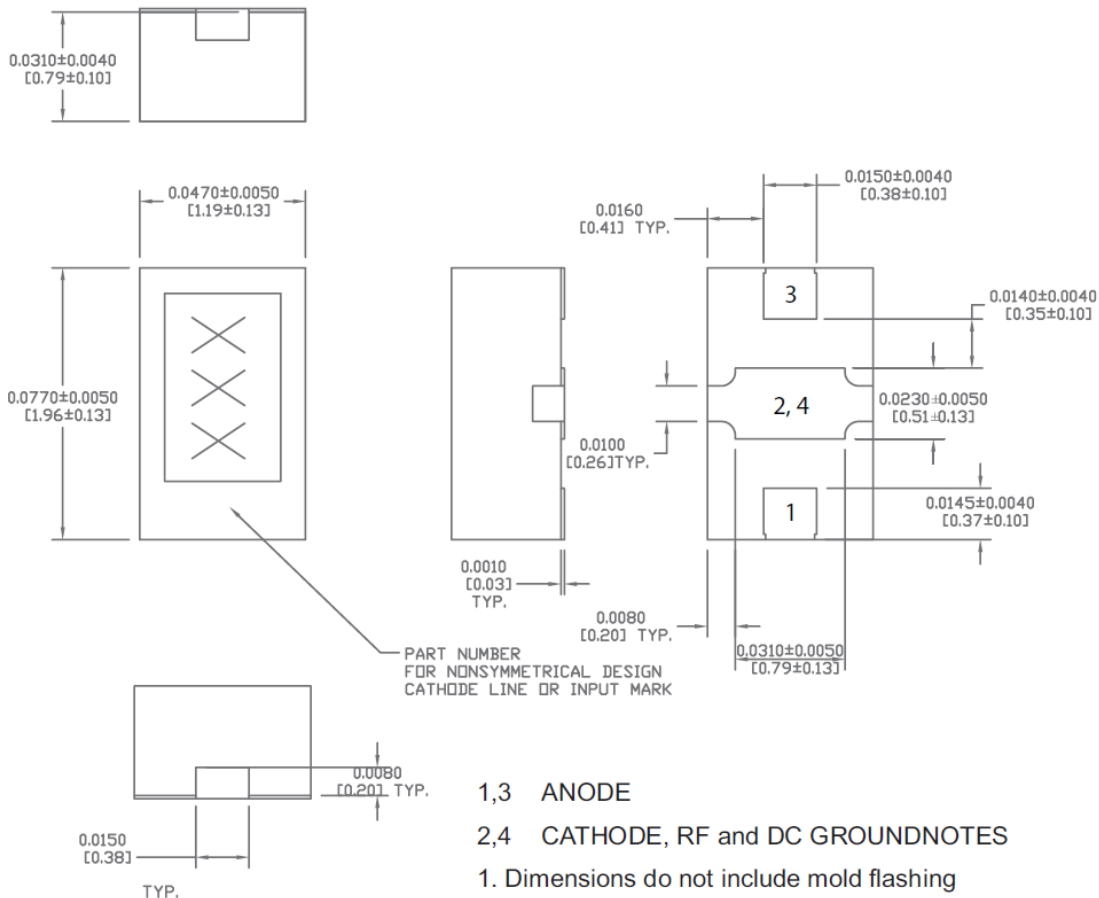 0.0310±0.0040
[0.79±0.10]
0.0470±0.0050
[1.19±0.13]
0.0150±0.0040
[0.38±0.10]
0.0160
[0.41] TYP.
3
0.0140±0.0040
[0.35±0.10]
0.0770±0.0050
[1.96±0.13]
2, 4
0.0230±0.0050
[0.51±0.13]
0.0100
[0.26]TYP.
1
0.0145±0.0040
[0.37±0.10]
0.0010
[0.03]
TYP.
0.0080
[0.20] TYP.
0.0310±0.0050
[0.79±0.13]
PART NUMBER
FOR NONSYMMETRICAL DESIGN
CATHODE LINE OR INPUT MARK
0.0080
[0.20] TYP.
0.0150
[0.38]
TYP.
1,3 ANODE
2,4 CATHODE, RF and DC GROUNDNOTES
1. Dimensions do not include mold flashing